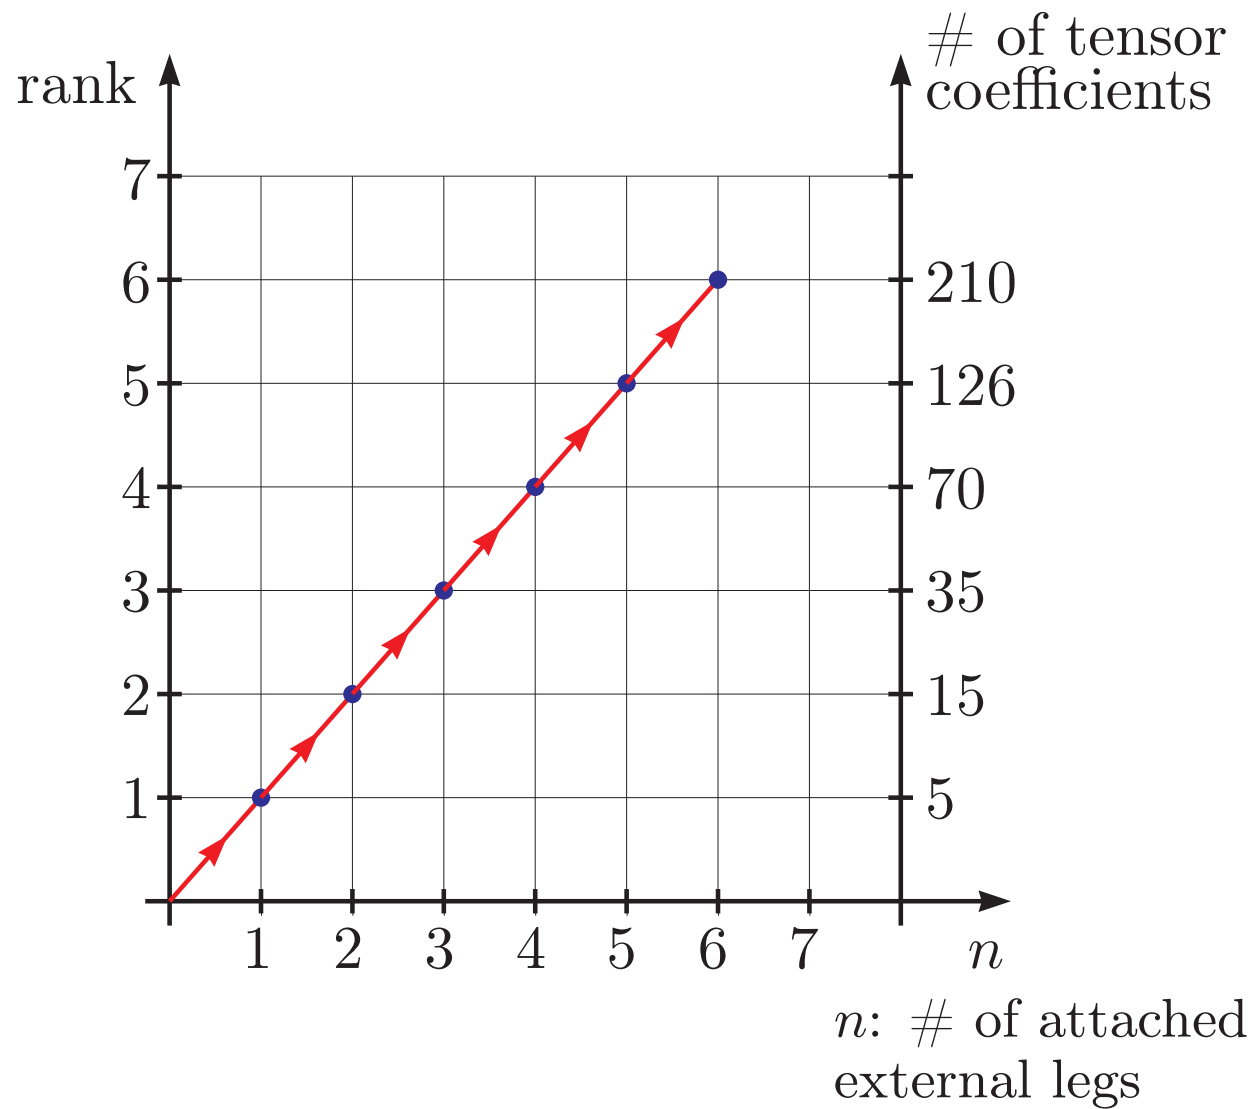 # of tensor
rank
coefficients
7
6 210
5 126
4 70
3 35
2 15
1 5
1 2 3 4 5 6 7 n
n: # of attached
external legs